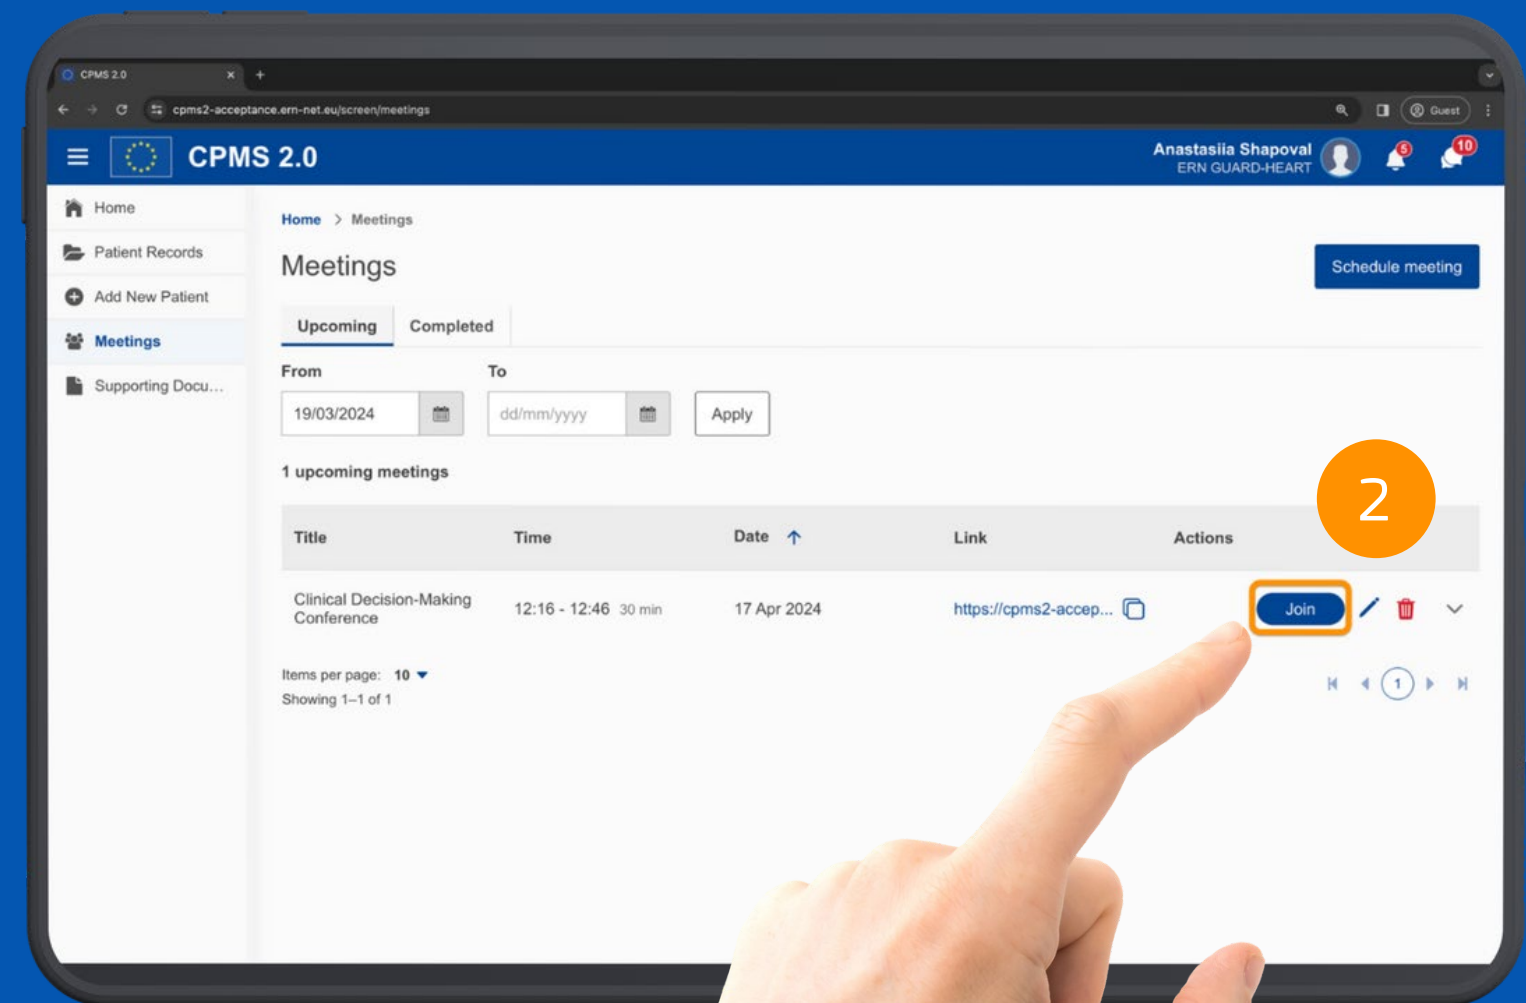 CPMS 2.0
cpms2-acceptance.ern-net.eu/screen/meetings
Guest
CPMS 2.0
Anastasiia Shapoval
ERN GUARD-HEART
5
10
Home
Patient Records
Add New Patient
Meetings
Supporting Docu...
Home > Meetings
Meetings
Schedule meeting
Upcoming Completed
From To
19/03/2024 dd/mm/yyyy Apply
1 upcoming meetings
2
Title Time Date Link Actions
Clinical Decision-Making
Conference
12:16 - 12:46 30 min 17 Apr 2024 https://cpms2-accep... Join
Items per page: 10
Showing 1–1 of 1
1